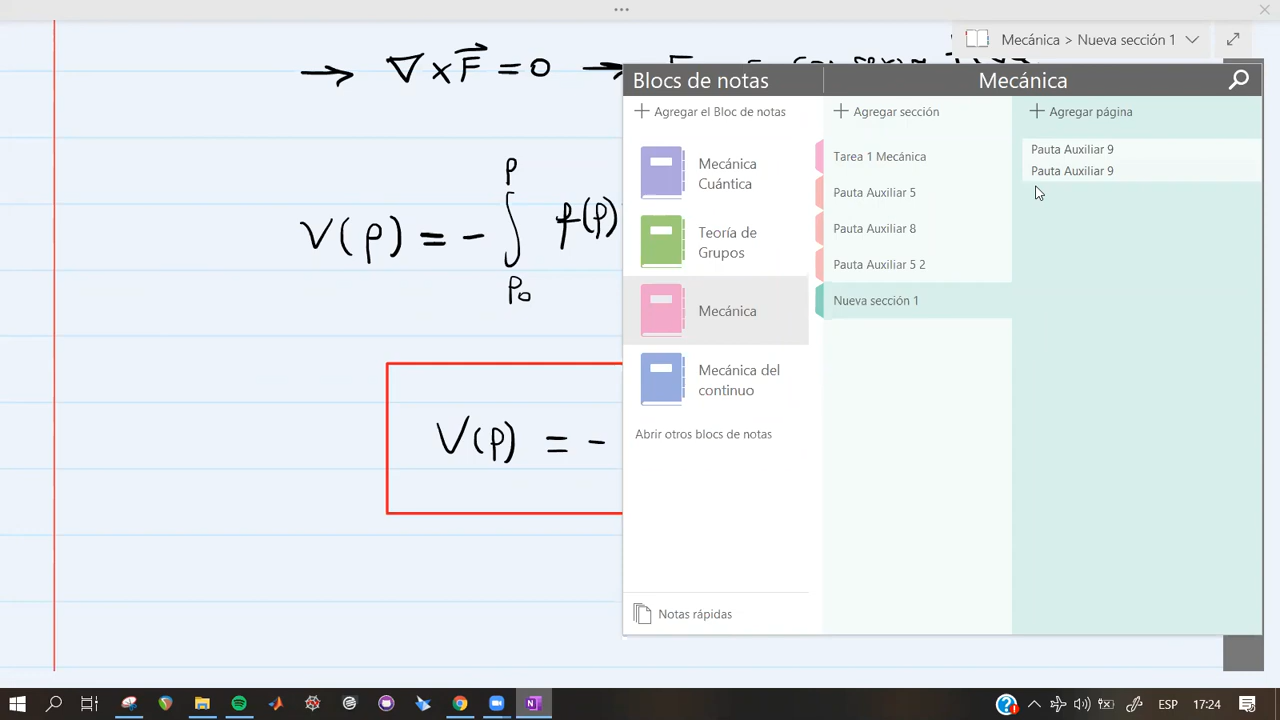 Mecánica > Nueva sección 1
→ ∇ x F⃗ = 0 →
Blocs de notas
Mecánica
Agregar el Bloc de notas
Agregar sección
Agregar página
Mecánica
Cuántica
Teoría de
Grupos
Mecánica
Mecánica del
continuo
Abrir otros blocs de notas
Notas rápidas
Tarea 1 Mecánica
Pauta Auxiliar 5
Pauta Auxiliar 8
Pauta Auxiliar 5 2
Nueva sección 1
Pauta Auxiliar 9
Pauta Auxiliar 9
P
V(p) = - ∫ f(p)
P₀
V(p) = -
ESP 17:24